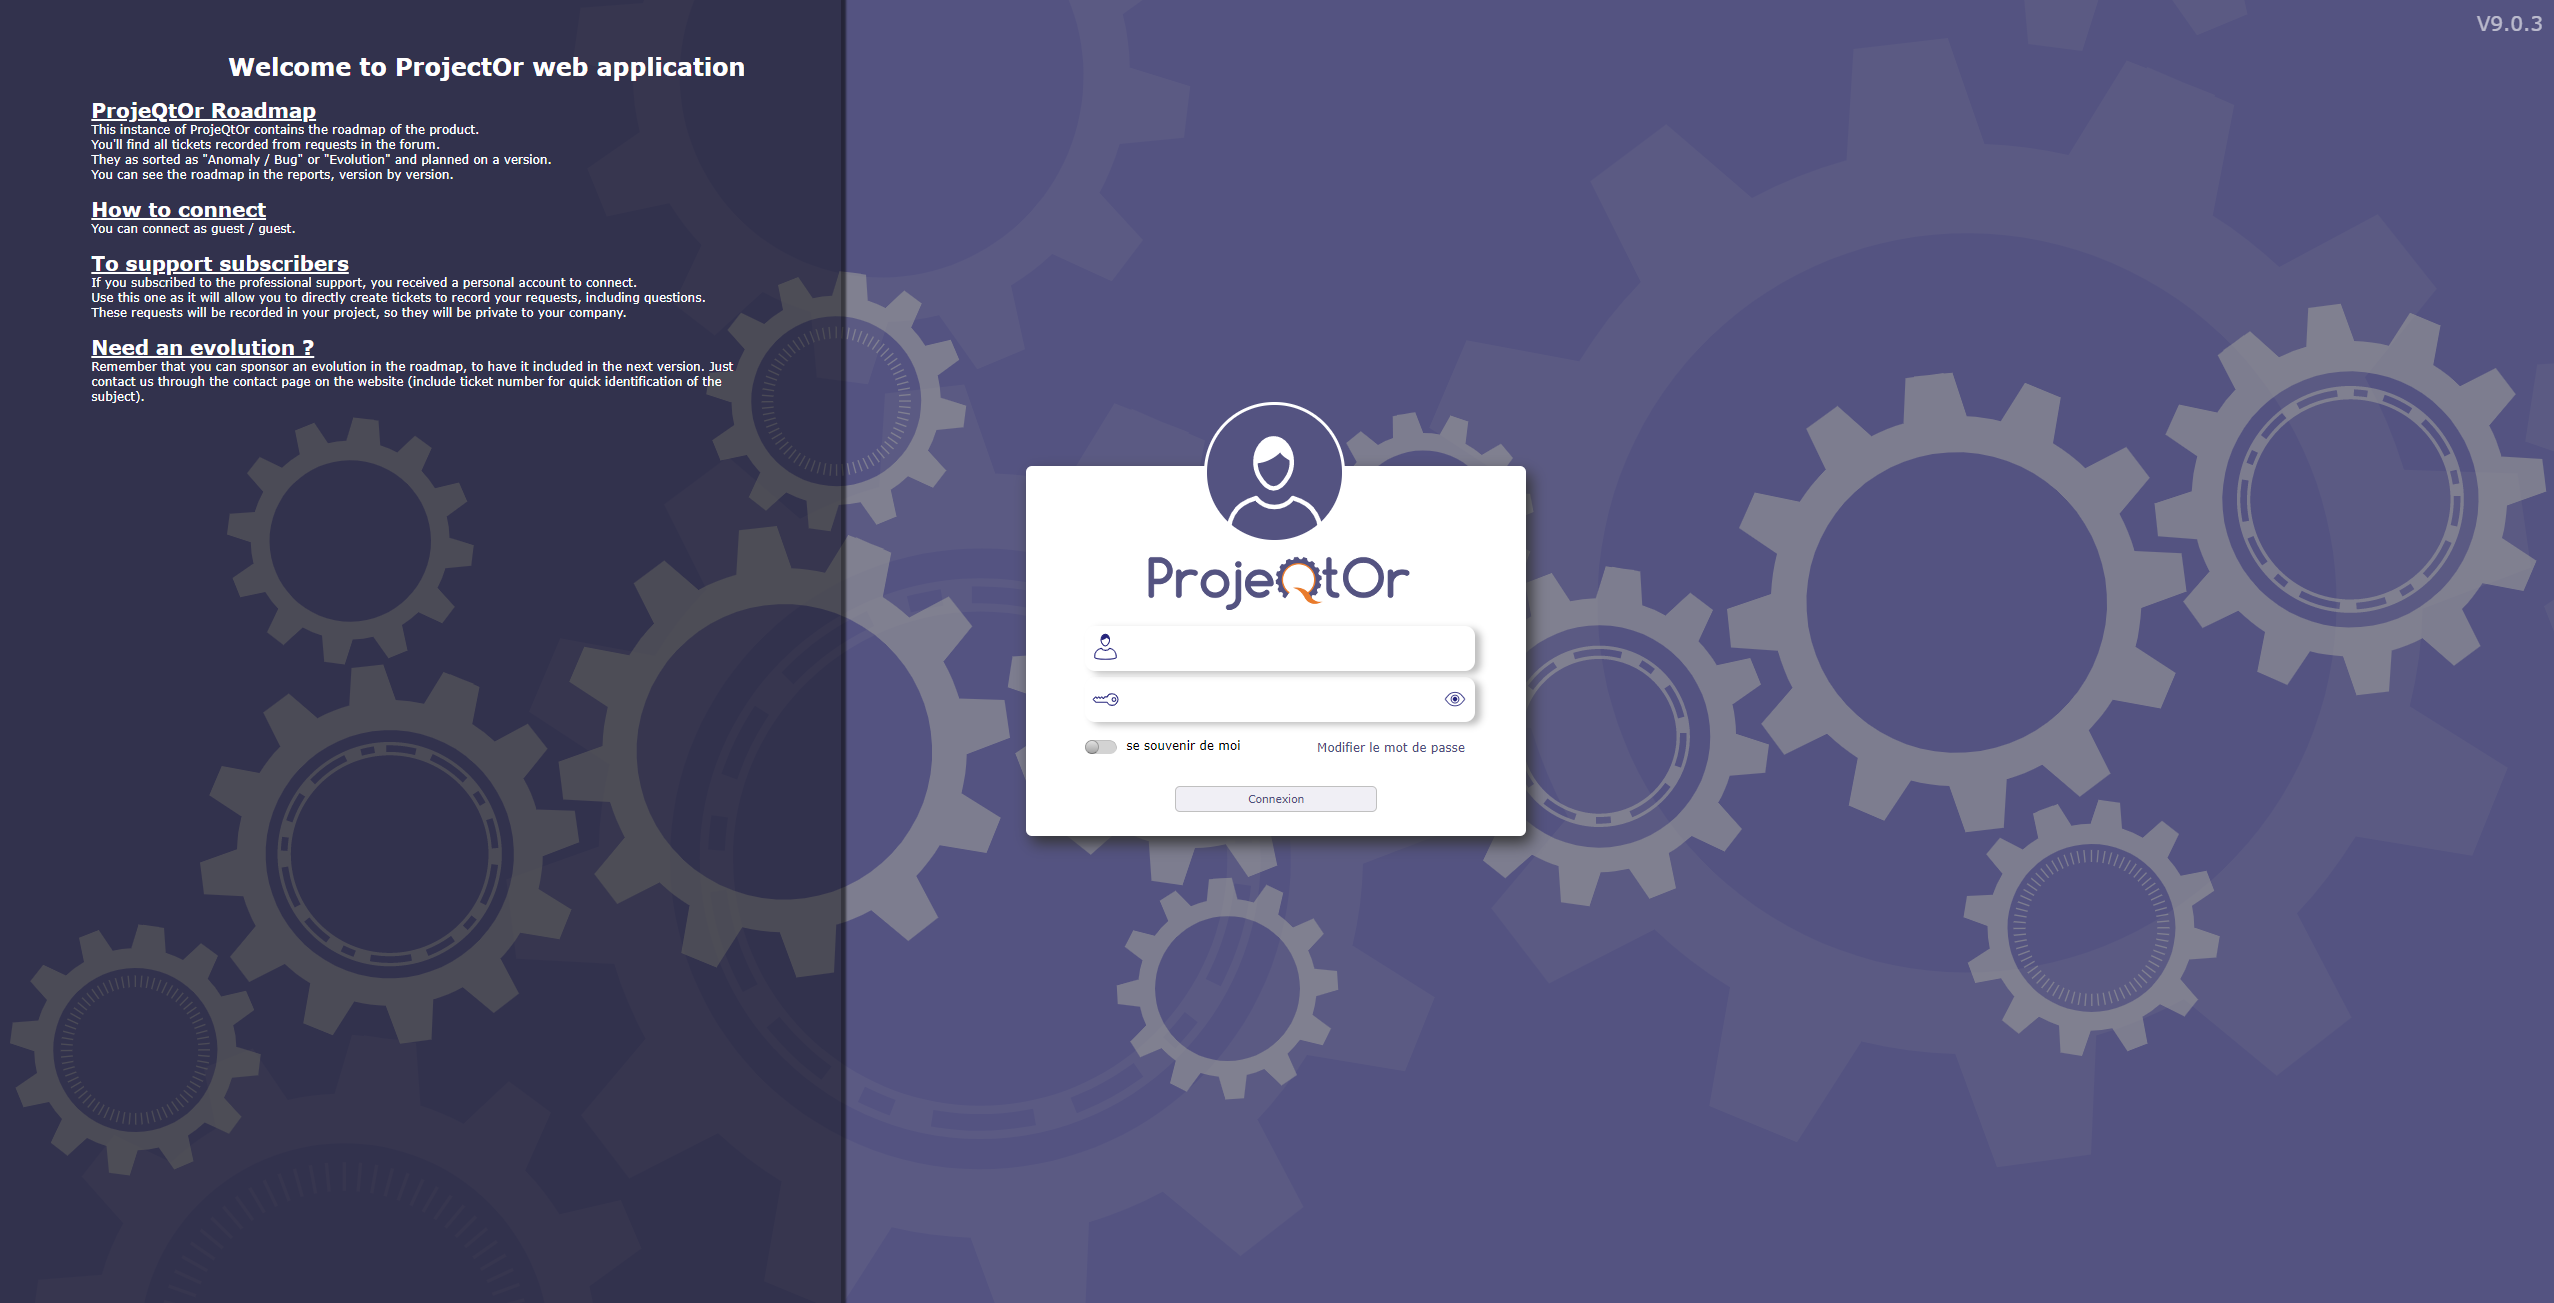 V9.0.3
Welcome to ProjectOr web application
ProjeQtOr Roadmap
This instance of ProjeQtOr contains the roadmap of the product.
You'll find all tickets recorded from requests in the forum.
They as sorted as "Anomaly / Bug" or "Evolution" and planned on a version.
You can see the roadmap in the reports, version by version.
How to connect
You can connect as guest / guest.
To support subscribers
If you subscribed to the professional support, you received a personal account to connect.
Use this one as it will allow you to directly create tickets to record your requests, including questions.
These requests will be recorded in your project, so they will be private to your company.
Need an evolution ?
Remember that you can sponsor an evolution in the roadmap, to have it included in the next version. Just
contact us through the contact page on the website (include ticket number for quick identification of the
subject).
ProjeQtOr
se souvenir de moi
Modifier le mot de passe
Connexion